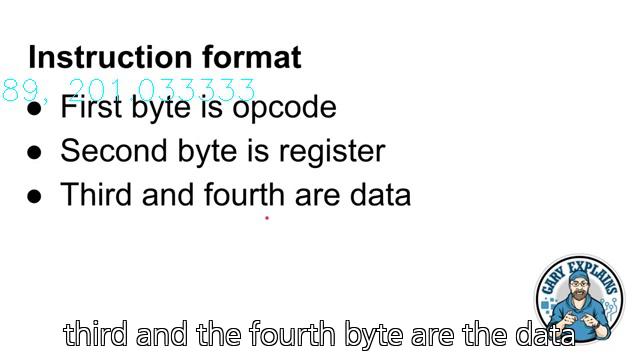 Instruction format
89, 201.033333
● First byte is opcode
● Second byte is register
● Third and fourth are data
GARY EXPLAINS
third and the fourth byte are the data